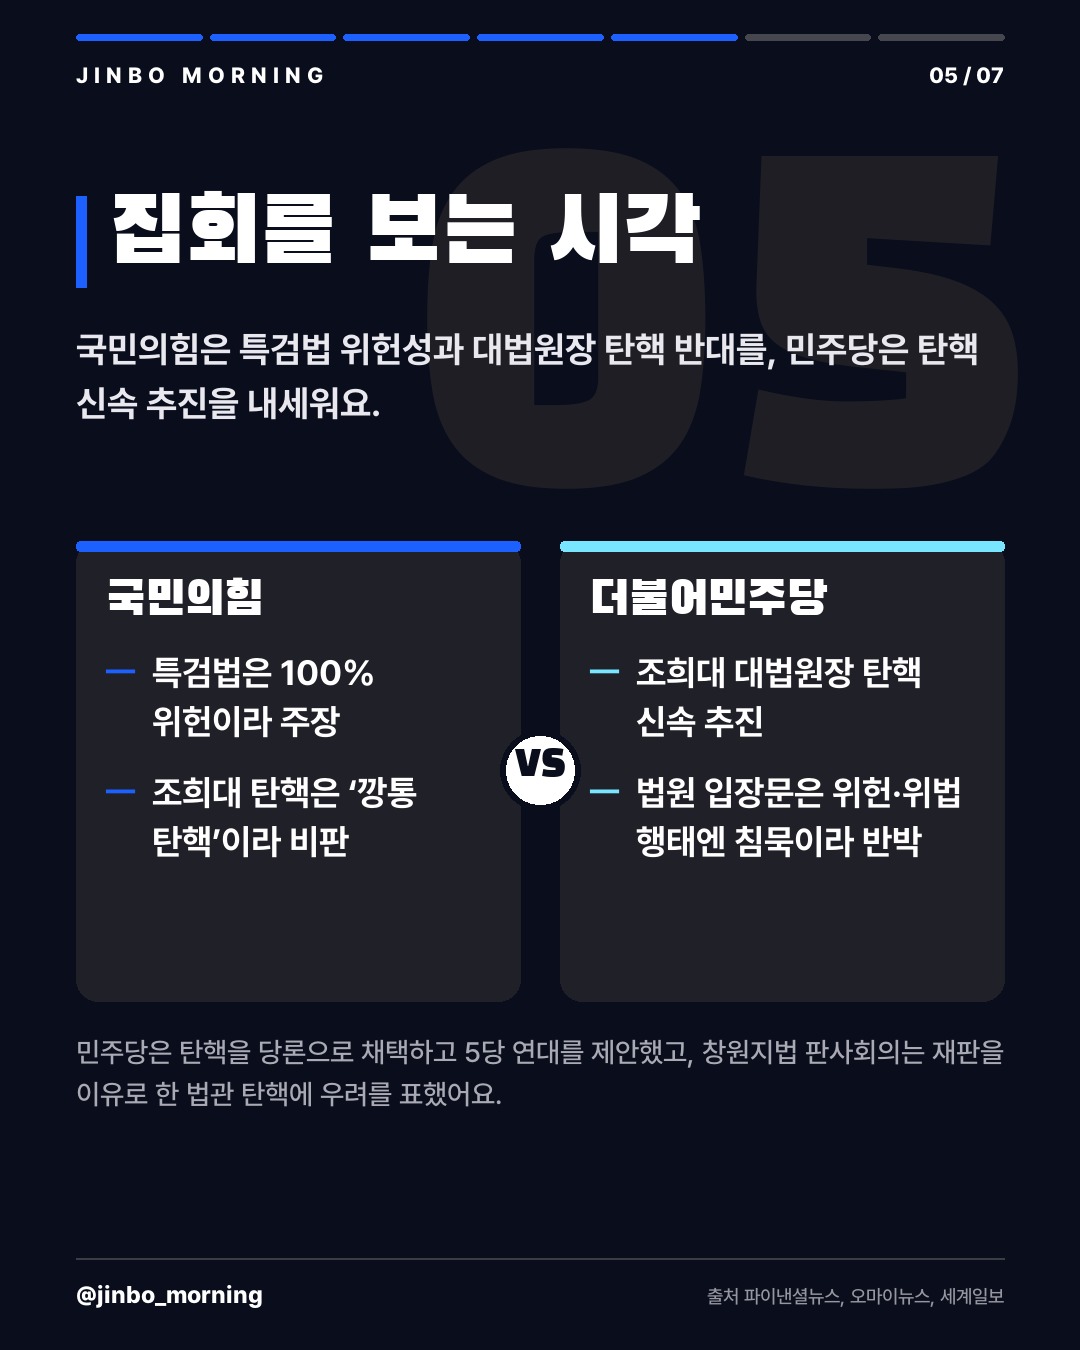 JINBO MORNING
05 / 07
05
집회를 보는 시각
국민의힘은 특검법 위헌성과 대법원장 탄핵 반대를, 민주당은 탄핵
신속 추진을 내세워요.
국민의힘
특검법은 100%
위헌이라 주장
조희대 탄핵은 ‘깡통
탄핵’이라 비판
VS
더불어민주당
조희대 대법원장 탄핵
신속 추진
법원 입장문은 위헌·위법
행태엔 침묵이라 반박
민주당은 탄핵을 당론으로 채택하고 5당 연대를 제안했고, 창원지법 판사회의는 재판을
이유로 한 법관 탄핵에 우려를 표했어요.
@jinbo_morning
출처 파이낸셜뉴스, 오마이뉴스, 세계일보